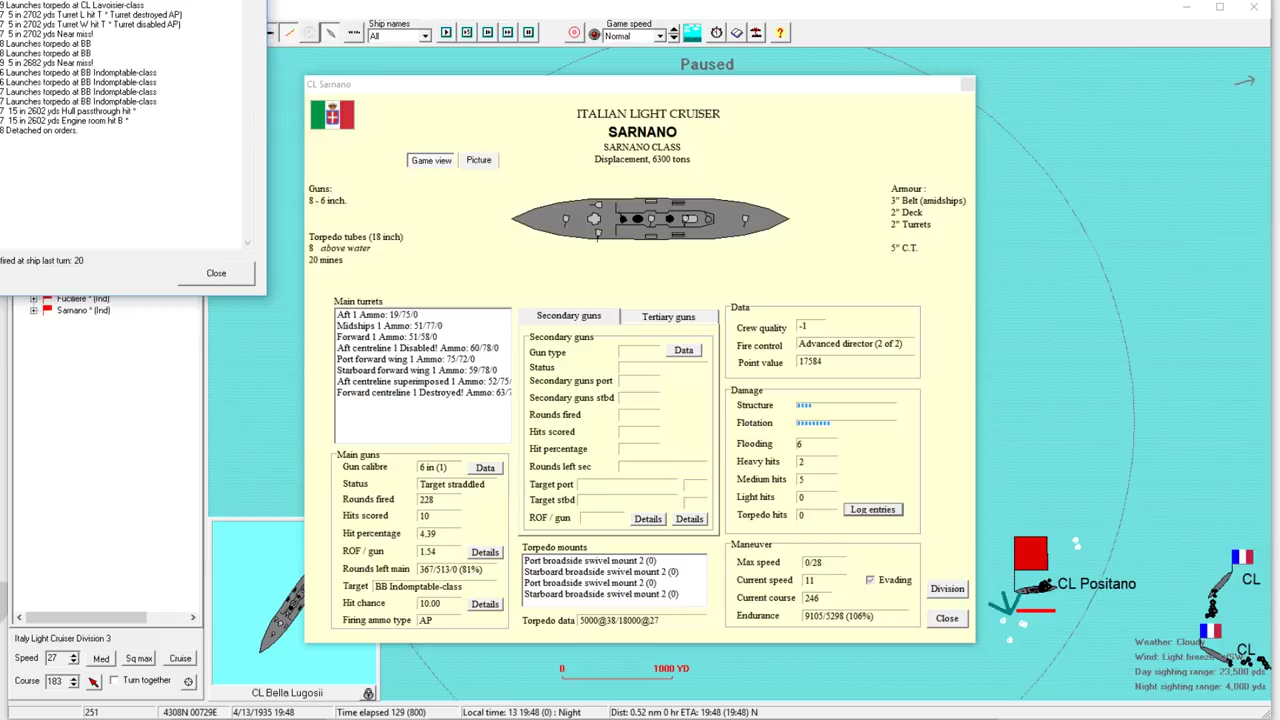 9 Launches torpedo at CL Lavoisier-class
7 5 in 2702 yds Turret L hit T * Turret destroyed AP)
7 5 in 2702 yds Turret W hit T * Turret disabled AP)
7 5 in 2702 yds Near miss!
8 Launches torpedo at BB
8 Launches torpedo at BB
9 5 in 2682 yds Near miss!
6 Launches torpedo at BB Indomptable-class
6 Launches torpedo at BB Indomptable-class
7 Launches torpedo at BB Indomptable-class
7 Launches torpedo at BB Indomptable-class
7 15 in 2602 yds Hull passthrough hit *
7 15 in 2602 yds Engine room hit B *
8 Detached on orders.
fired at ship last turn: 20
Close
Ship names
All
Game speed
Normal
?
Paused
CL Sarnano
ITALIAN LIGHT CRUISER
SARNANO
SARNANO CLASS
Displacement, 6300 tons
Game view
Picture
Guns:
8 - 6 inch.
Torpedo tubes (18 inch)
8 above water
20 mines
Armour :
3" Belt (amidships)
2" Deck
2" Turrets
5" C.T.
Main turrets
Aft 1 Ammo: 19/75/0
Midships 1 Ammo: 51/77/0
Forward 1 Ammo: 51/58/0
Aft centreline 1 Disabled! Ammo: 60/78/0
Port forward wing 1 Ammo: 75/72/0
Starboard forward wing 1 Ammo: 59/78/0
Aft centreline superimposed 1 Ammo: 52/75/
Forward centreline 1 Destroyed! Ammo: 63/7
Main guns
Gun calibre 6 in (1) Data
Status Target straddled
Rounds fired 228
Hits scored 10
Hit percentage 4.39
ROF / gun 1.54 Details
Rounds left main 367/513/0 (81%)
Target BB Indomptable-class
Hit chance 10.00 Details
Firing ammo type AP
Secondary guns
Tertiary guns
Secondary guns
Gun type Data
Status
Secondary guns port
Secondary guns stbd
Rounds fired
Hits scored
Hit percentage
Rounds left sec
Target port
Target stbd
ROF / gun Details Details
Torpedo mounts
Port broadside swivel mount 2 (0)
Starboard broadside swivel mount 2 (0)
Port broadside swivel mount 2 (0)
Starboard broadside swivel mount 2 (0)
Torpedo data 5000@38/18000@27
Data
Crew quality -1
Fire control Advanced director (2 of 2)
Point value 17584
Damage
Structure
Flotation
Flooding 6
Heavy hits 2
Medium hits 5
Light hits 0
Torpedo hits 0
Log entries
Maneuver
Max speed 0/28
Current speed 11 Evading
Current course 246
Endurance 9105/5298 (106%)
Division
Close
Fuciliere * (Ind)
Sarnano * (Ind)
Italy Light Cruiser Division 3
Speed 27 Med Sq max Cruise
Course 183 Turn together
CL Bella Lugosii
0 1000 YD
CL Positano
CL
CL
Weather: Cloudy
Day sighting range: 23,500 yds
Night sighting range: 4,000 yds
251 4308N 00729E 4/13/1935 19:48 Time elapsed 129 (800) Local time: 13 19:48 (0) : Night Dist: 0.52 nm 0 hr ETA: 19:48 (19:48) N